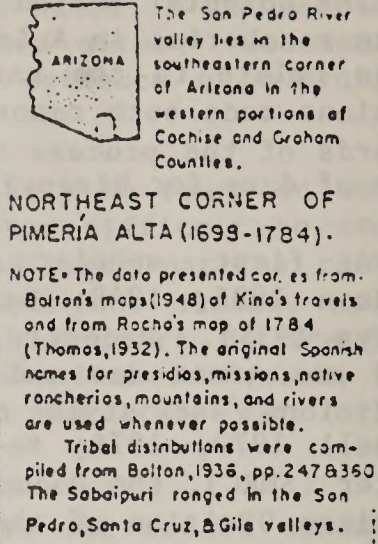 The San Pedro River
valley lies in the
southeastern corner
of Arizona in the
western portions of
Cochise and Graham
Counties.
ARIZONA
NORTHEAST CORNER OF
PIMERÍA ALTA (1699-1784).
NOTE: The data presented comes from
Bolton's maps(1948) of Kino's travels
and from Rocha's map of 1784
(Thomas,1932). The original Spanish
names for presidios, missions, native
rancherias, mountains, and rivers
are used whenever possible.
Tribal distributions were com-
piled from Bolton,1936, pp.247&360
The Sobaipuri ranged in the San
Pedro, Santa Cruz, & Gila valleys.